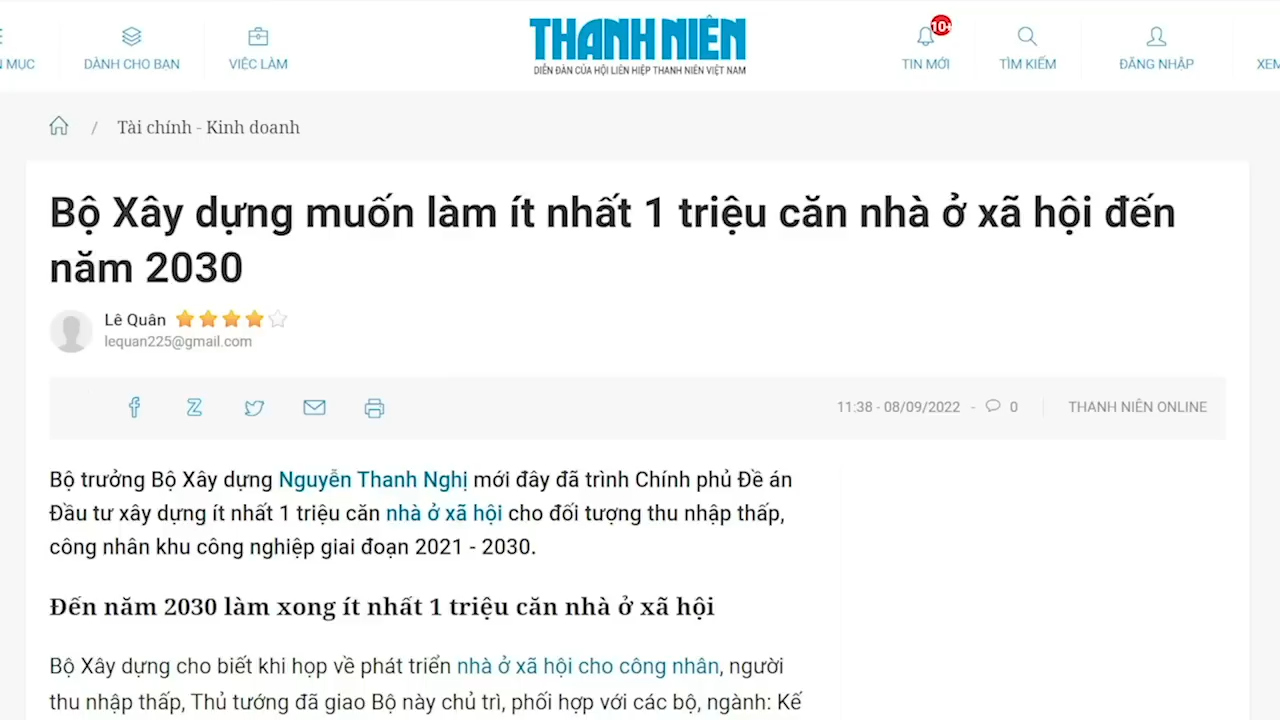 MỤC
DÀNH CHO BẠN
VIỆC LÀM
THANH NIÊN
DIỄN ĐÀN CỦA HỘI LIÊN HIỆP THANH NIÊN VIỆT NAM
10+
TIN MỚI
TÌM KIẾM
ĐĂNG NHẬP
XEM
/ Tài chính - Kinh doanh
Bộ Xây dựng muốn làm ít nhất 1 triệu căn nhà ở xã hội đến
năm 2030
Lê Quân
lequan225@gmail.com
11:38 - 08/09/2022 - 0 THANH NIÊN ONLINE
Bộ trưởng Bộ Xây dựng Nguyễn Thanh Nghị mới đây đã trình Chính phủ Đề án
Đầu tư xây dựng ít nhất 1 triệu căn nhà ở xã hội cho đối tượng thu nhập thấp,
công nhân khu công nghiệp giai đoạn 2021 - 2030.
Đến năm 2030 làm xong ít nhất 1 triệu căn nhà ở xã hội
Bộ Xây dựng cho biết khi họp về phát triển nhà ở xã hội cho công nhân, người
thu nhập thấp, Thủ tướng đã giao Bộ này chủ trì, phối hợp với các bộ, ngành: Kế